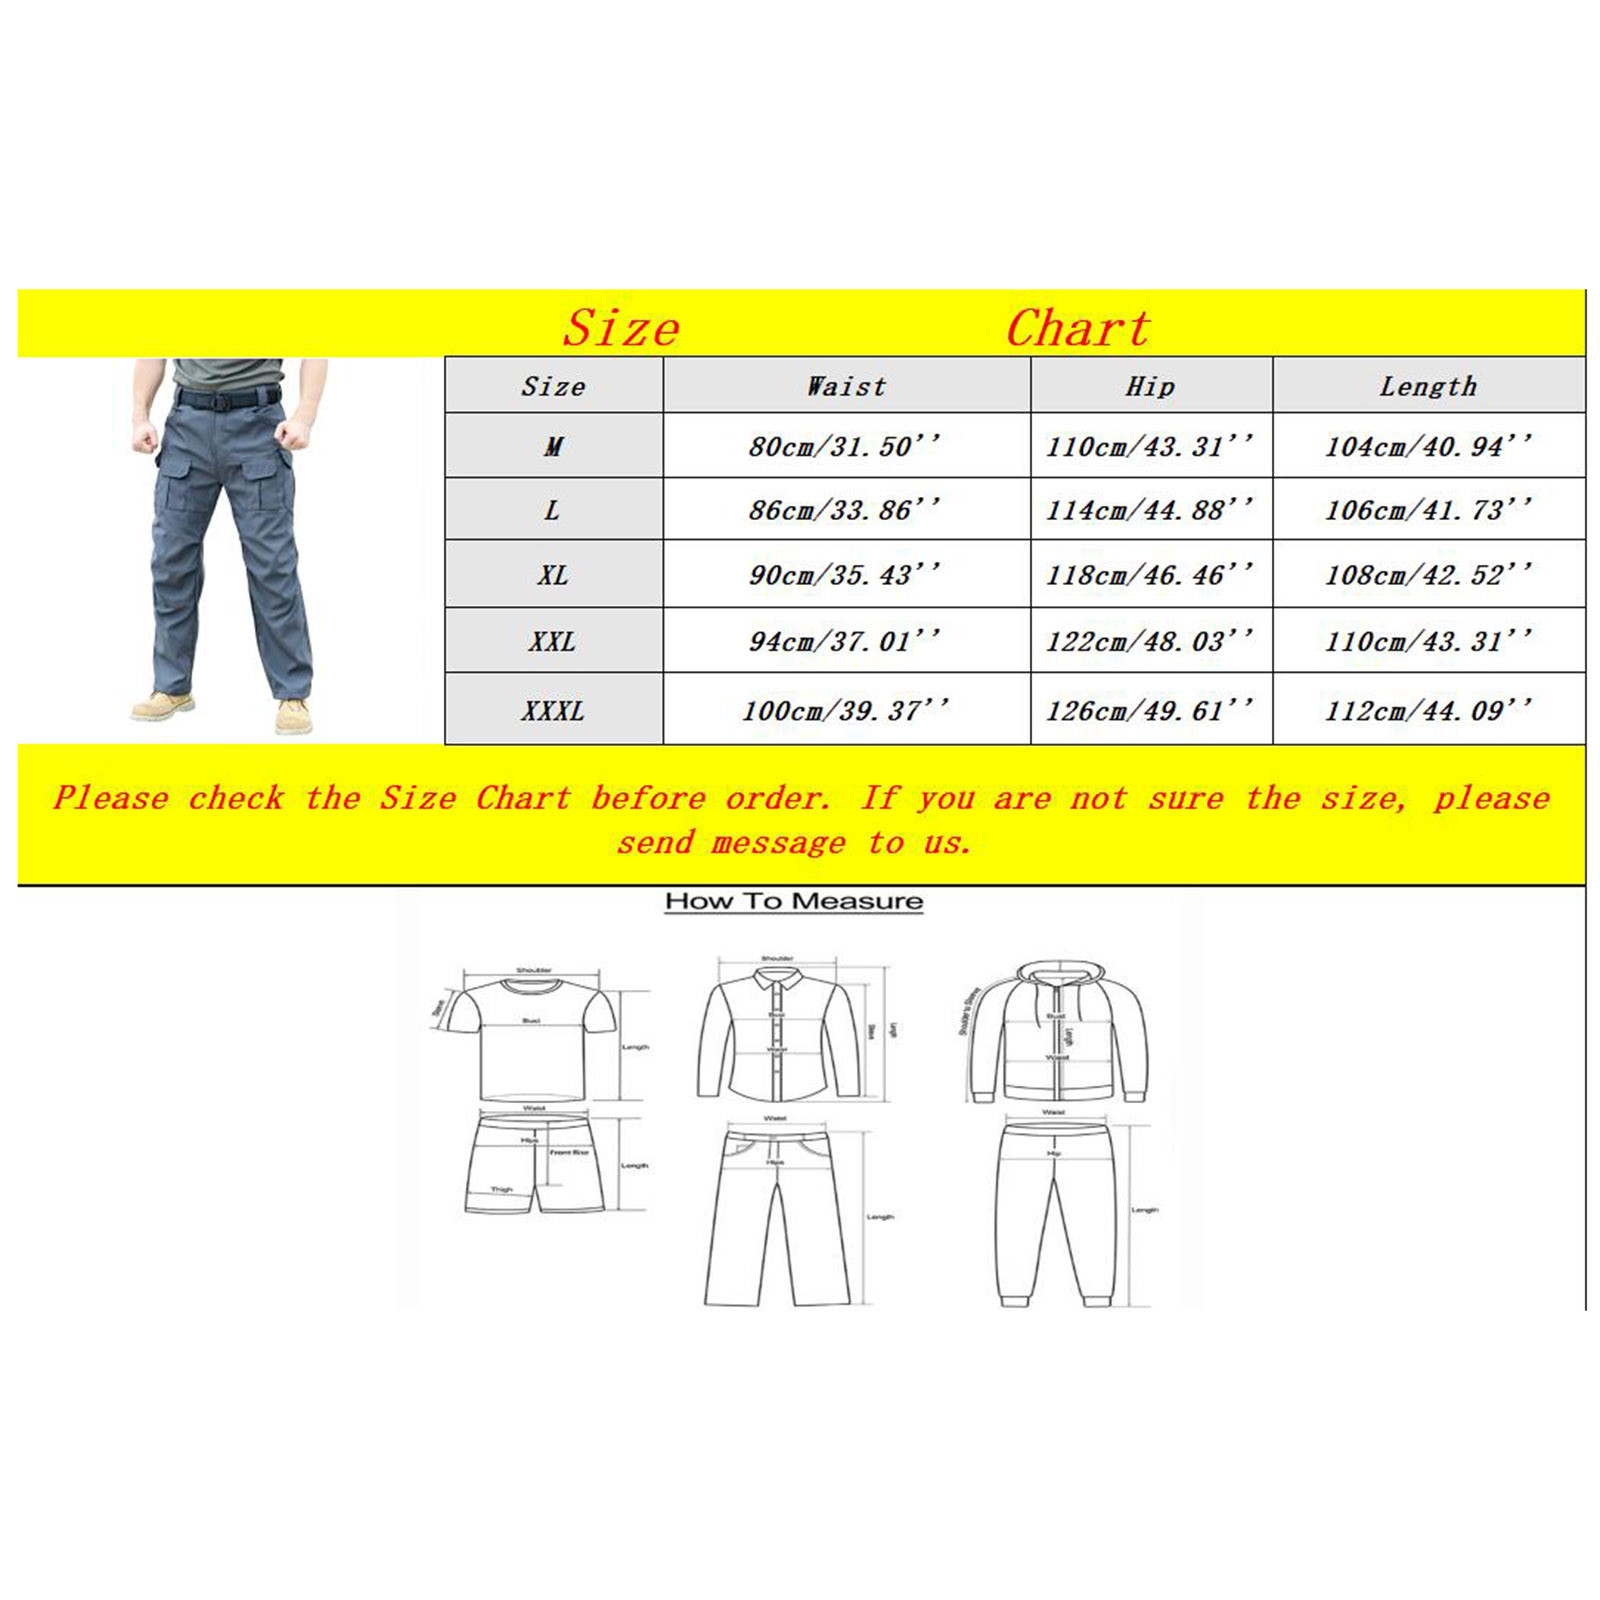 Size Chart
Size Waist Hip Length
M 80cm/31.50'' 110cm/43.31'' 104cm/40.94''
L 86cm/33.86'' 114cm/44.88'' 106cm/41.73''
XL 90cm/35.43'' 118cm/46.46'' 108cm/42.52''
XXL 94cm/37.01'' 122cm/48.03'' 110cm/43.31''
XXXL 100cm/39.37'' 126cm/49.61'' 112cm/44.09''
Please check the Size Chart before order. If you are not sure the size, please
send message to us.
How To Measure
Shoulder
Sleeve
Bust
Length
Shoulder
Bust
Waist
Sleeve
Length
Shoulder to Sleeve
Bust
Length
Waist
Waist
Hips
Front Rise
Thigh
Length
Waist
Hips
Length
Waist
Hip
Length